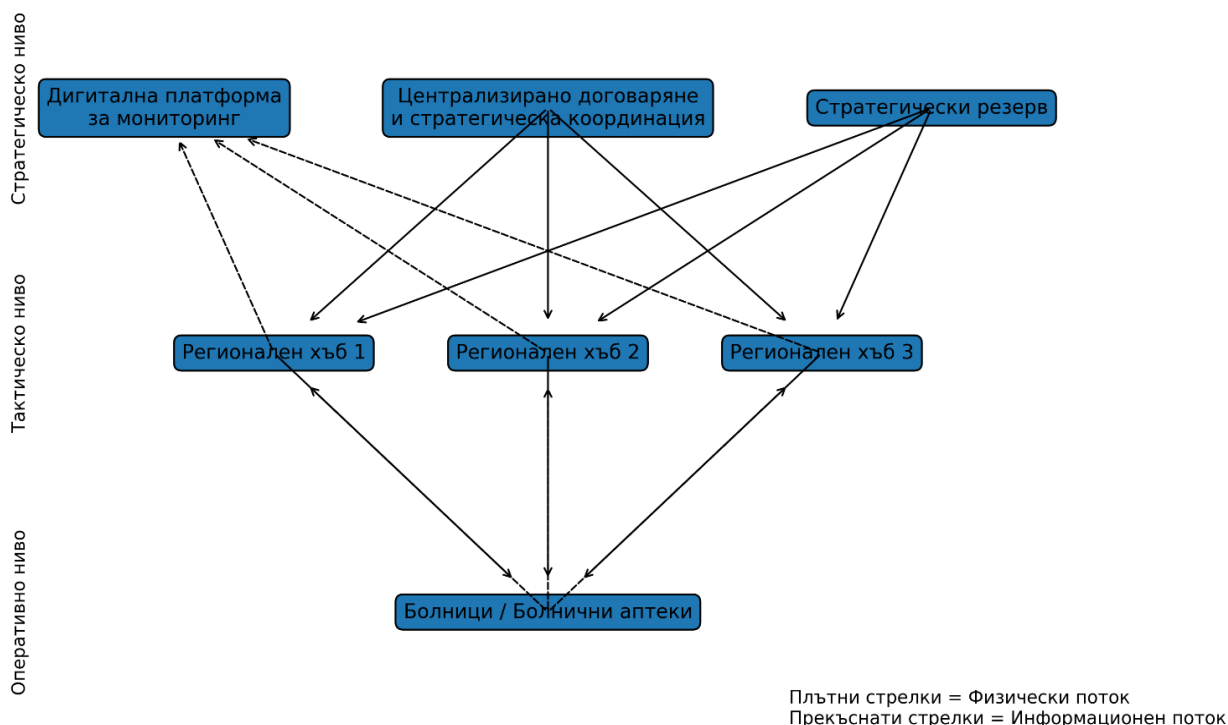 Стратегическо ниво
Дигитална платформа
за мониторинг
Централизирано договаряне
и стратегическа координация
Стратегически резерв
Тактическо ниво
Регионален хъб 1
Регионален хъб 2
Регионален хъб 3
Оперативно ниво
Болници / Болнични аптеки
Плътни стрелки = Физически поток
Прекъснати стрелки = Информационен поток